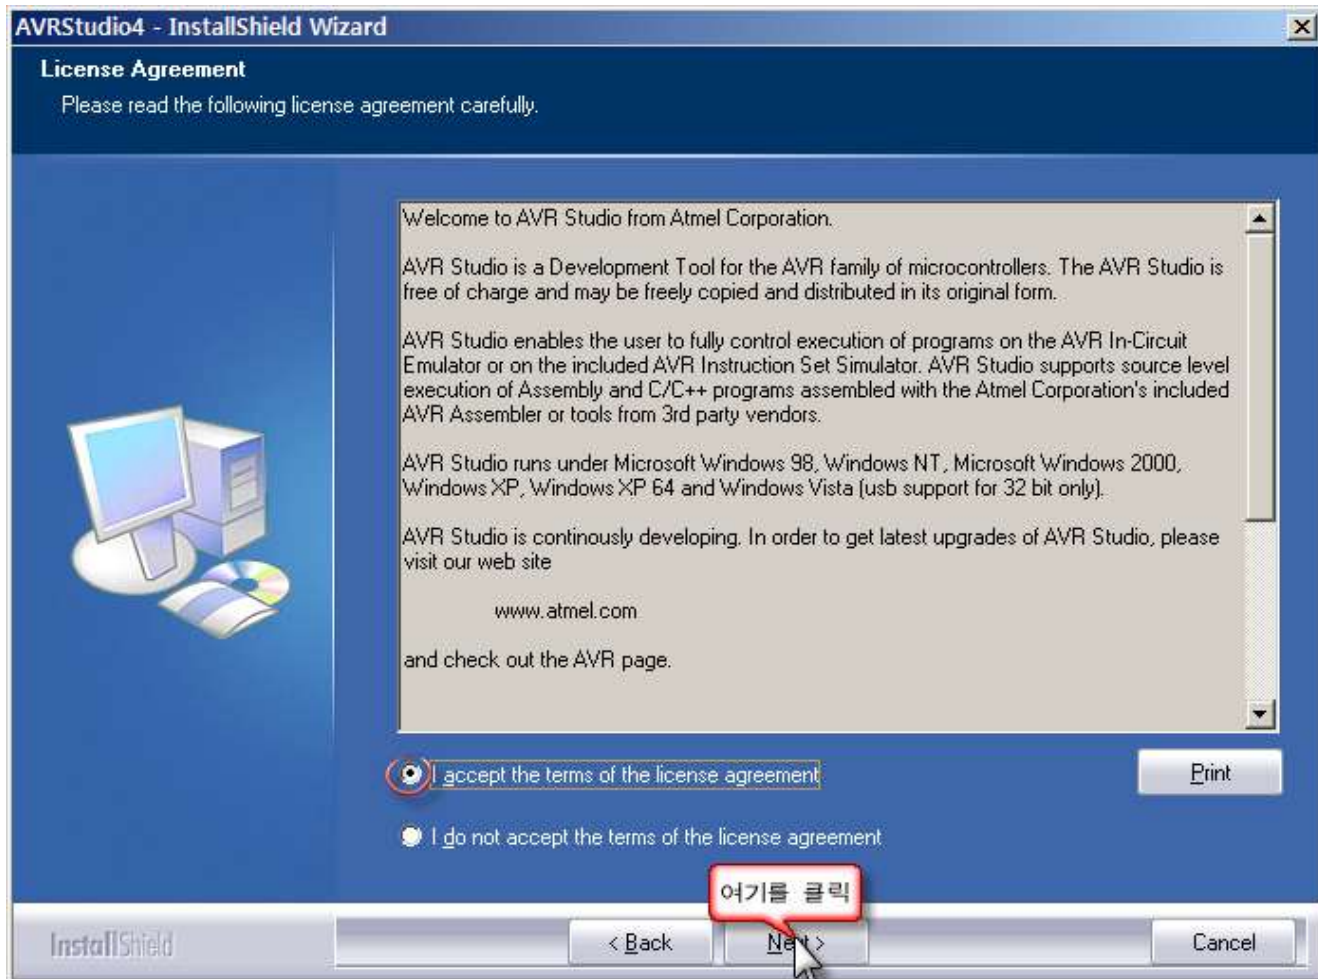 AVRStudio4 - InstallShield Wizard
License Agreement
Please read the following license agreement carefully.
Welcome to AVR Studio from Atmel Corporation.
AVR Studio is a Development Tool for the AVR family of microcontrollers. The AVR Studio is
free of charge and may be freely copied and distributed in its original form.
AVR Studio enables the user to fully control execution of programs on the AVR In-Circuit
Emulator or on the included AVR Instruction Set Simulator. AVR Studio supports source level
execution of Assembly and C/C++ programs assembled with the Atmel Corporation's included
AVR Assembler or tools from 3rd party vendors.
AVR Studio runs under Microsoft Windows 98, Windows NT, Microsoft Windows 2000,
Windows XP, Windows XP 64 and Windows Vista (usb support for 32 bit only).
AVR Studio is continously developing. In order to get latest upgrades of AVR Studio, please
visit our web site
www.atmel.com
and check out the AVR page.
I accept the terms of the license agreement
Print
I do not accept the terms of the license agreement
여기를 클릭
InstallShield
< Back
Next >
Cancel